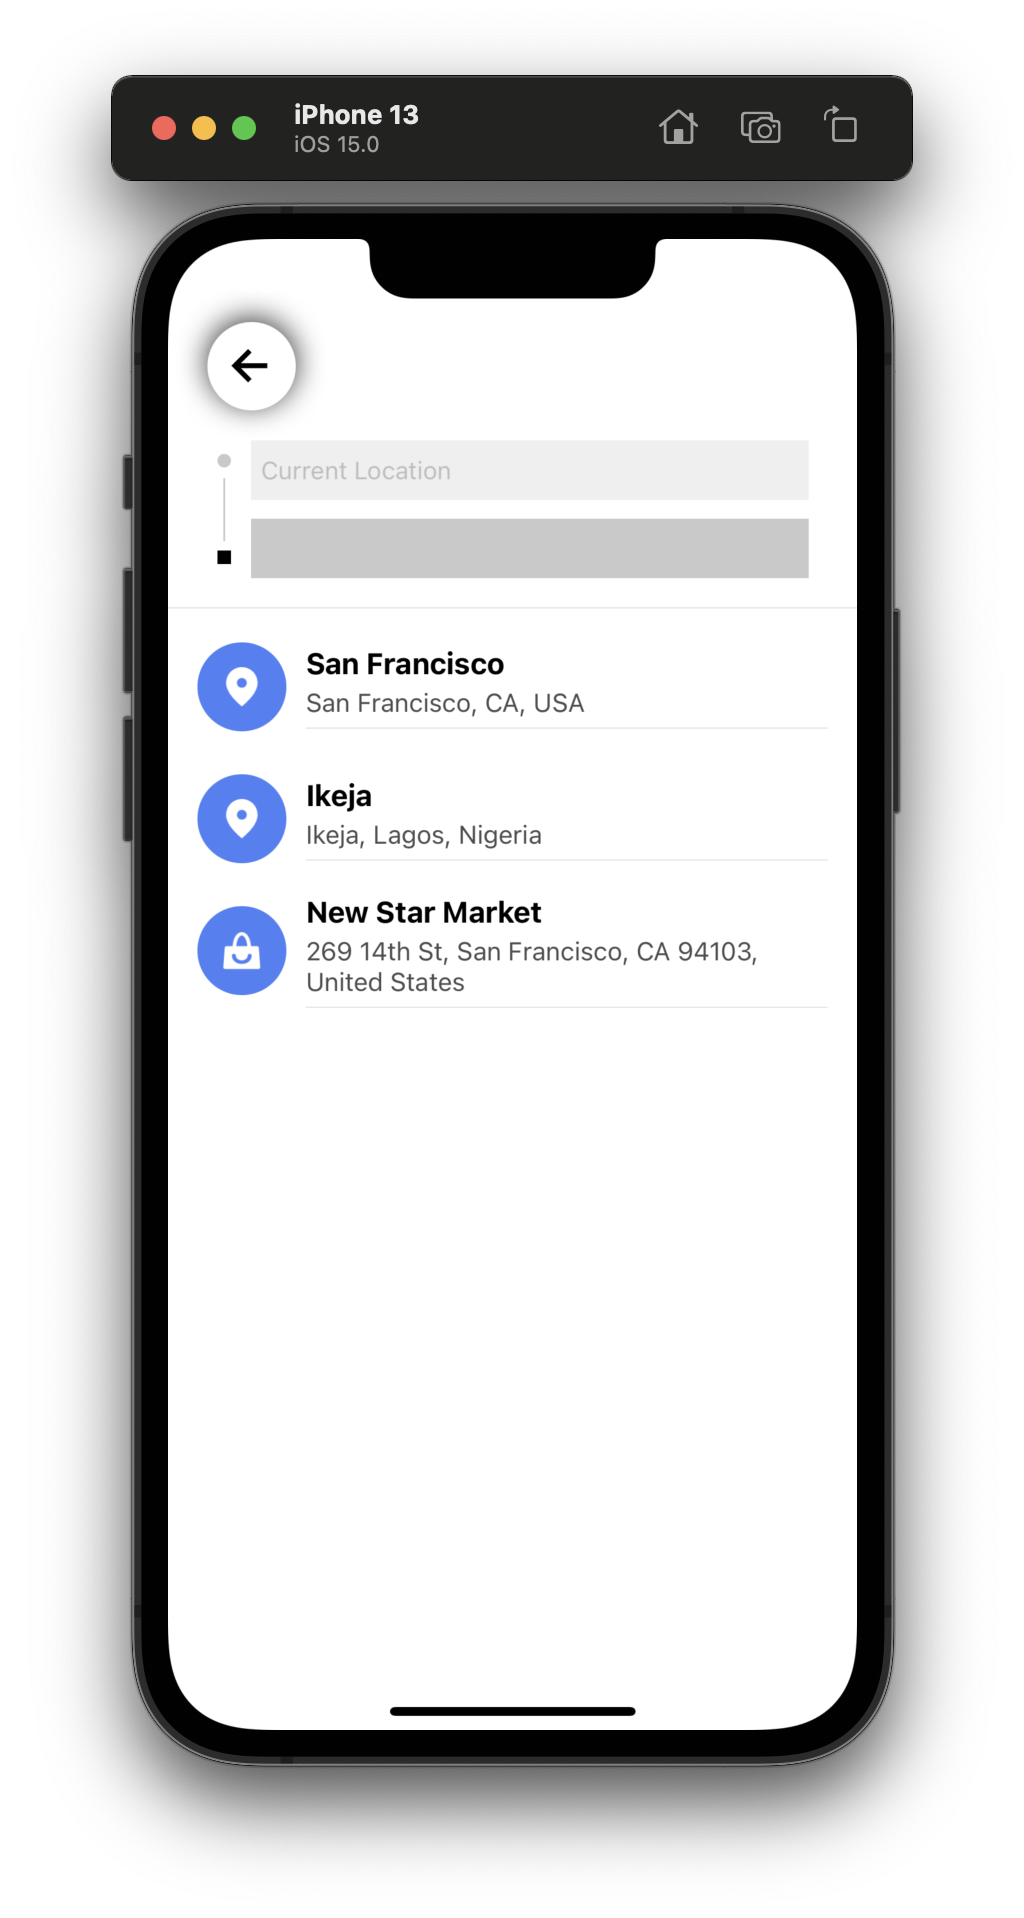 iPhone 13
iOS 15.0
Current Location
San Francisco
San Francisco, CA, USA
Ikeja
Ikeja, Lagos, Nigeria
New Star Market
269 14th St, San Francisco, CA 94103,
United States